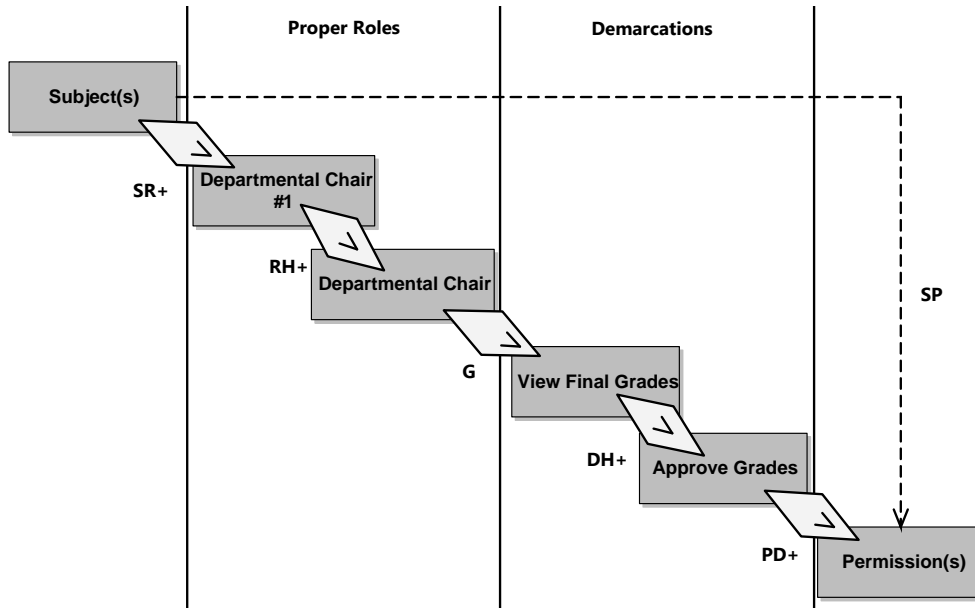 Proper Roles
Demarcations
Subject(s)
SR+
Departmental Chair
#1
RH+
Departmental Chair
SP
G
View Final Grades
DH+
Approve Grades
PD+
Permission(s)